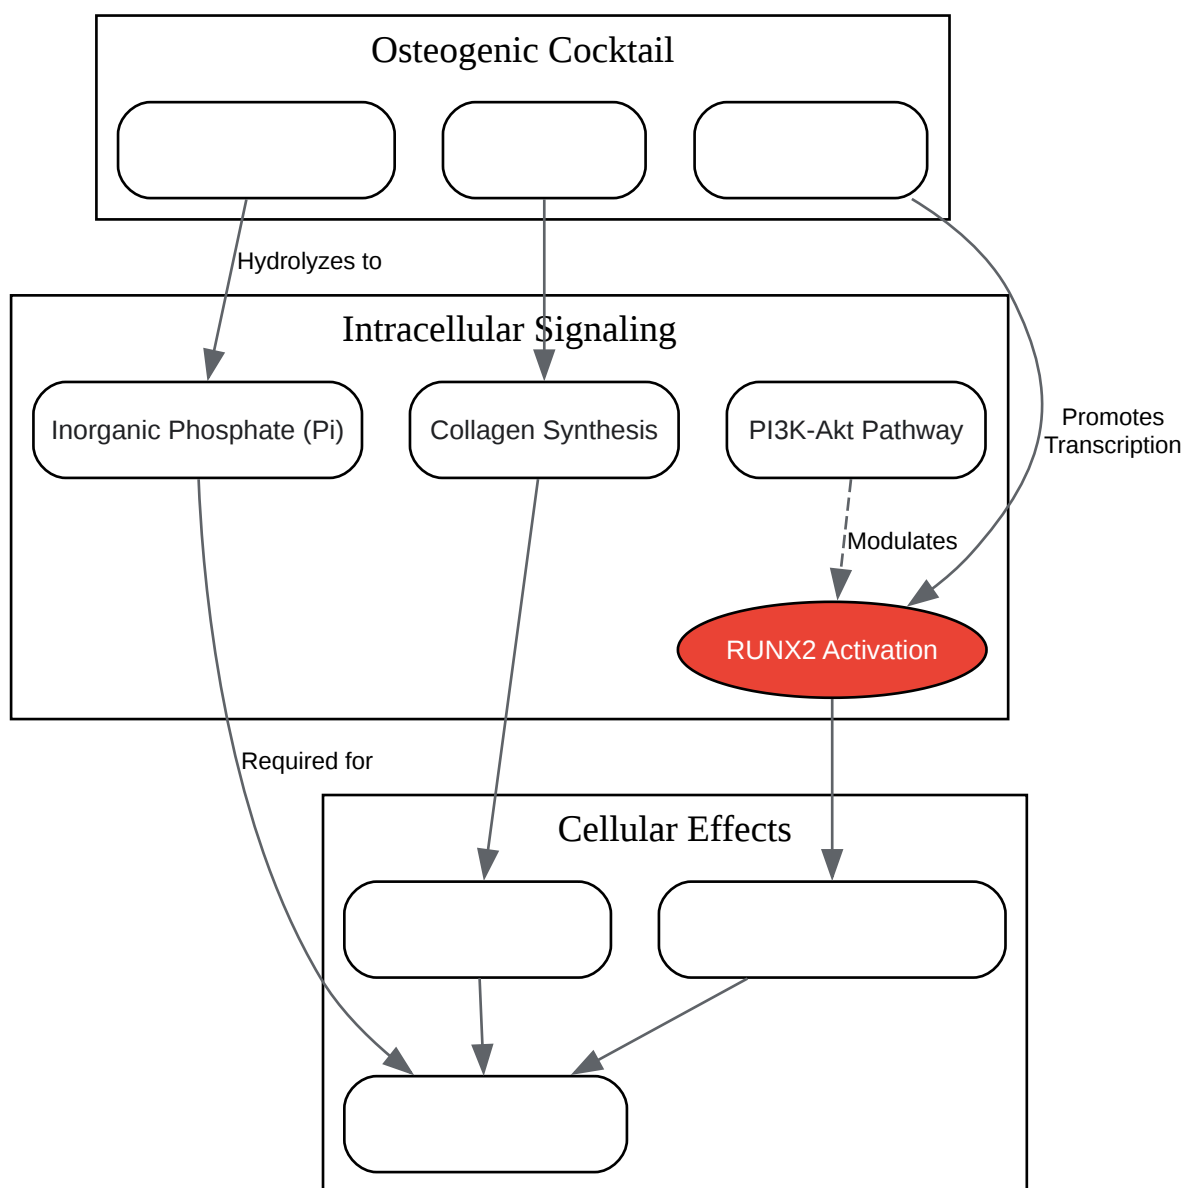 Osteogenic Cocktail
Hydrolyzes to
Intracellular Signaling
Inorganic Phosphate (Pi)
Collagen Synthesis
PI3K-Akt Pathway
Promotes
Transcription
Modulates
RUNX2 Activation
Required for
Cellular Effects